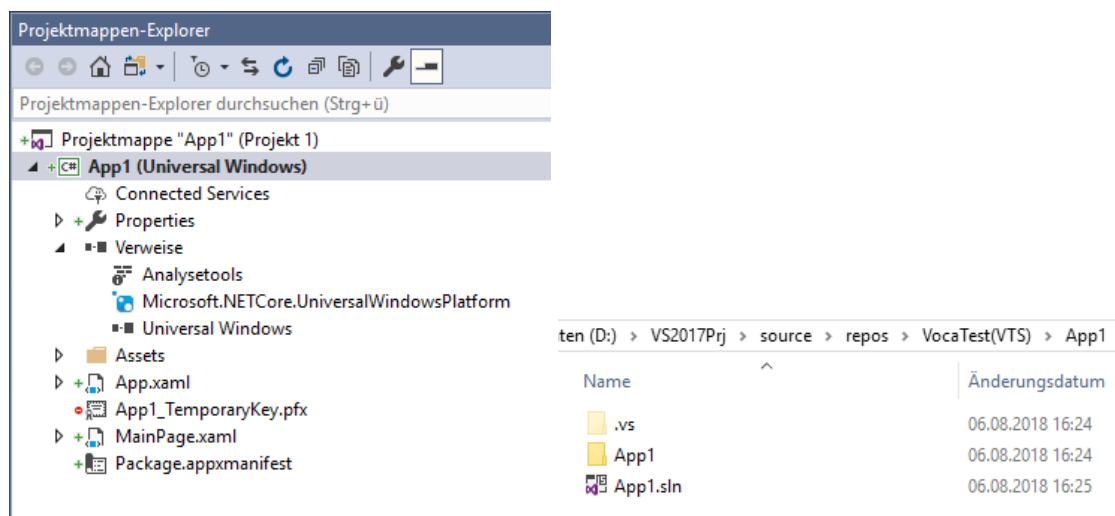 Projektmappen-Explorer
Projektmappen-Explorer durchsuchen (Strg+ü)
Projektmappe "App1" (Projekt 1)
C# App1 (Universal Windows)
Connected Services
Properties
Verweise
Analysetools
Microsoft.NETCore.UniversalWindowsPlatform
Universal Windows
Assets
App.xaml
App1_TemporaryKey.pfx
MainPage.xaml
Package.appxmanifest
ten (D:) > VS2017Prj > source > repos > VocaTest(VTS) > App1
Name Änderungsdatum
.vs 06.08.2018 16:24
App1 06.08.2018 16:24
App1.sln 06.08.2018 16:25